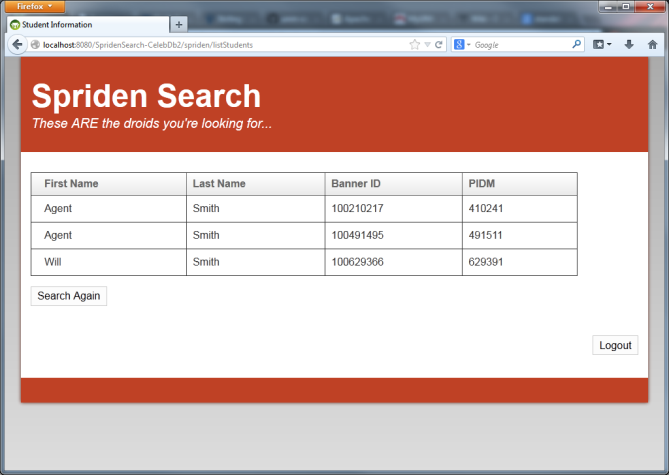 Firefox
Student Information
localhost:8080/SpridenSearch-CelebDb2/spriden/listStudents
Google
Spriden Search
These ARE the droids you're looking for...
First Name Last Name Banner ID PIDM
Agent Smith 100210217 410241
Agent Smith 100491495 491511
Will Smith 100629366 629391
Search Again
Logout